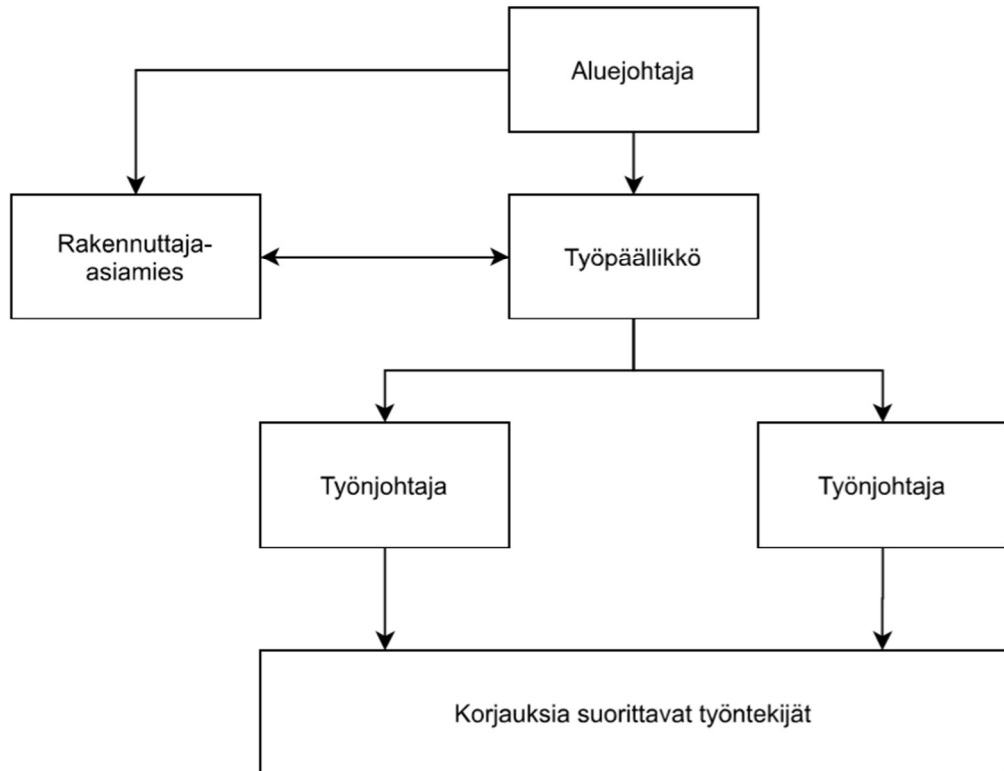 Aluejohtaja
Rakennuttaja-
asiamies
Työpäällikkö
Työnjohtaja
Työnjohtaja
Korjauksia suorittavat työntekijät